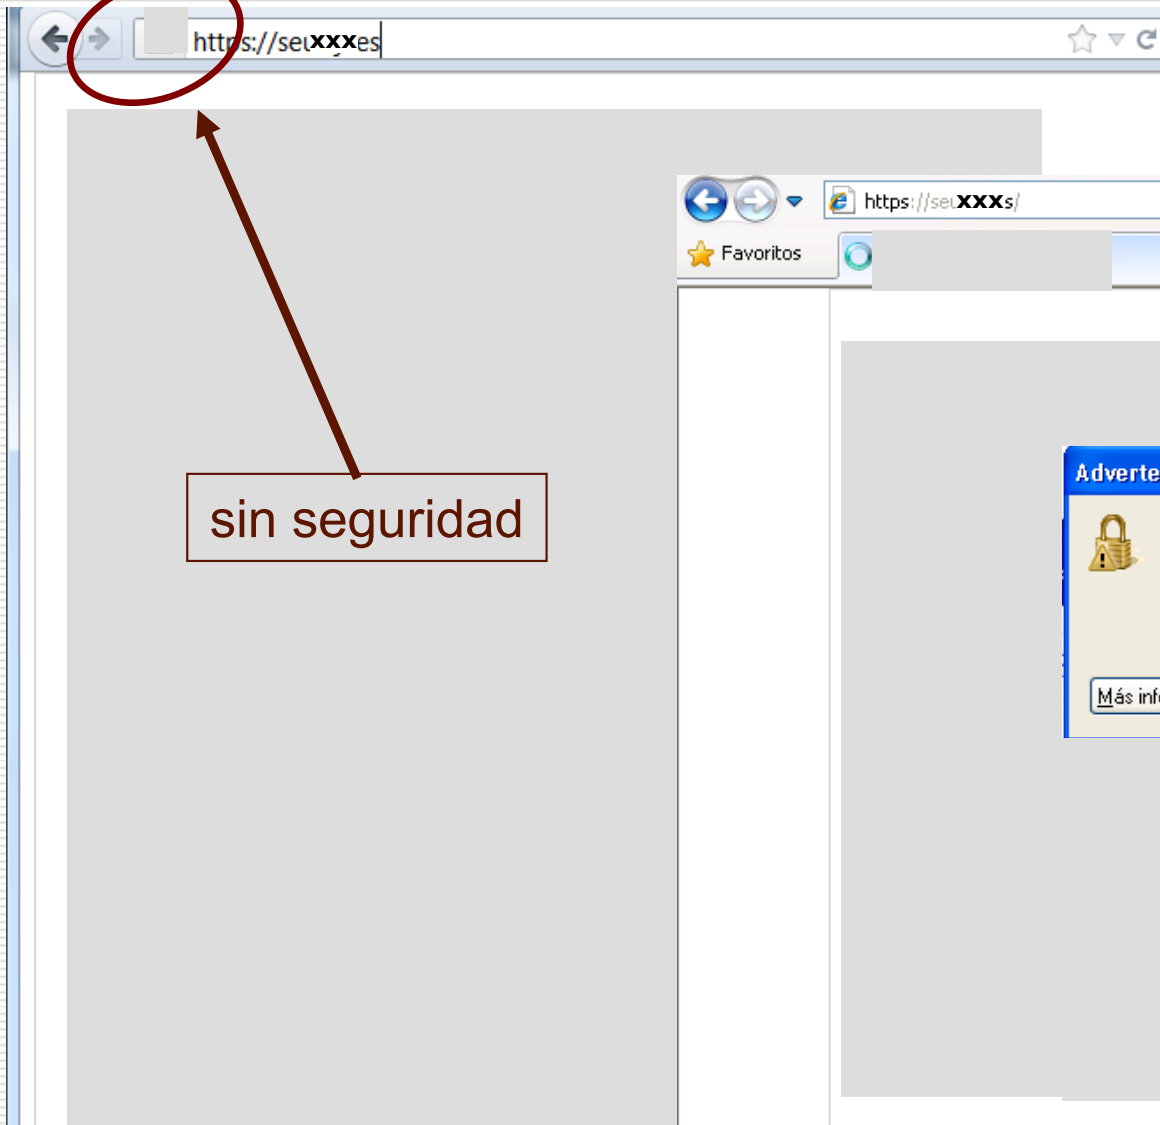 https://seuxxxes
https://seuxxxs/
Favoritos
Adverte
sin seguridad
Más inf